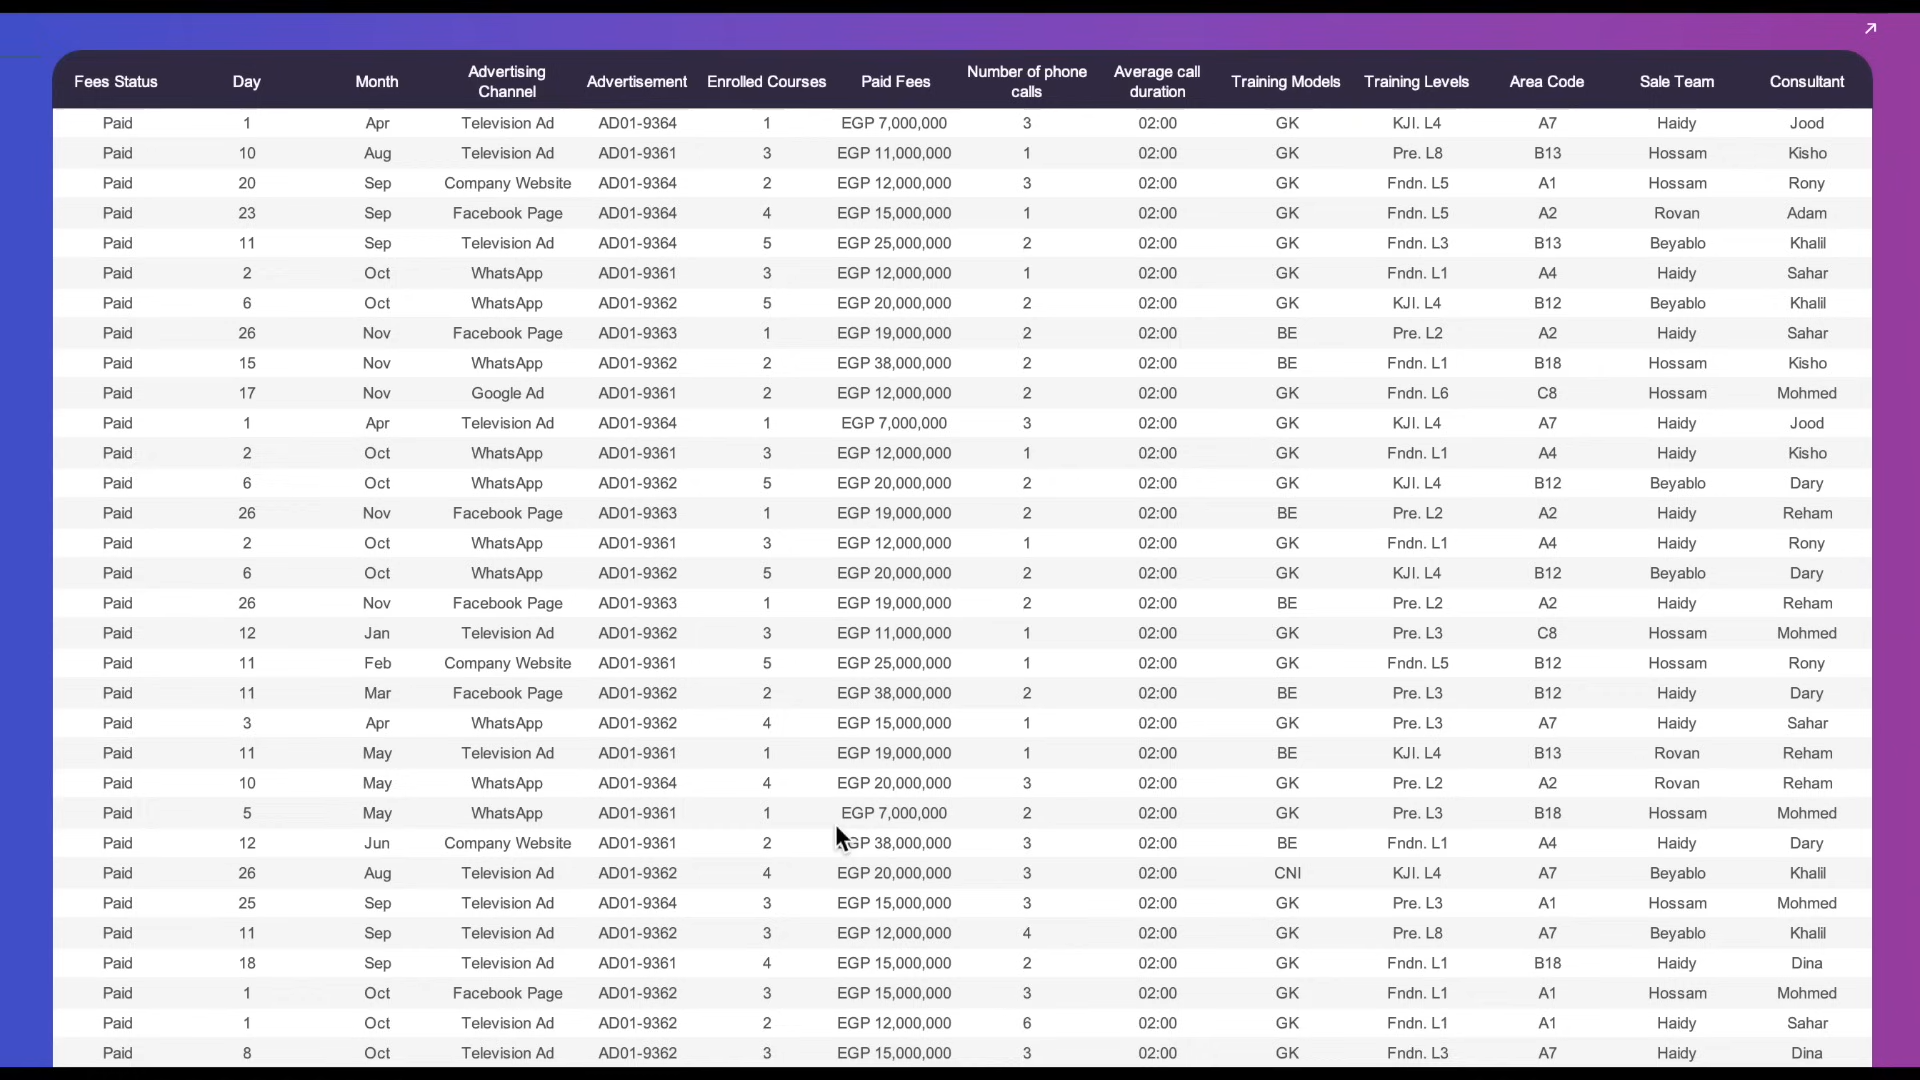 Fees Status Day Month Advertising Channel Advertisement Enrolled Courses Paid Fees Number of phone calls Average call duration Training Models Training Levels Area Code Sale Team Consultant
Paid 1 Apr Television Ad AD01-9364 1 EGP 7,000,000 3 02:00 GK KJI. L4 A7 Haidy Jood
Paid 10 Aug Television Ad AD01-9361 3 EGP 11,000,000 1 02:00 GK Pre. L8 B13 Hossam Kisho
Paid 20 Sep Company Website AD01-9364 2 EGP 12,000,000 3 02:00 GK Fndn. L5 A1 Hossam Rony
Paid 23 Sep Facebook Page AD01-9364 4 EGP 15,000,000 1 02:00 GK Fndn. L5 A2 Rovan Adam
Paid 11 Sep Television Ad AD01-9364 5 EGP 25,000,000 2 02:00 GK Fndn. L3 B13 Beyablo Khalil
Paid 2 Oct WhatsApp AD01-9361 3 EGP 12,000,000 1 02:00 GK Fndn. L1 A4 Haidy Sahar
Paid 6 Oct WhatsApp AD01-9362 5 EGP 20,000,000 2 02:00 GK KJI. L4 B12 Beyablo Khalil
Paid 26 Nov Facebook Page AD01-9363 1 EGP 19,000,000 2 02:00 BE Pre. L2 A2 Haidy Sahar
Paid 15 Nov WhatsApp AD01-9362 2 EGP 38,000,000 2 02:00 BE Fndn. L1 B18 Hossam Kisho
Paid 17 Nov Google Ad AD01-9361 2 EGP 12,000,000 2 02:00 GK Fndn. L6 C8 Hossam Mohmed
Paid 1 Apr Television Ad AD01-9364 1 EGP 7,000,000 3 02:00 GK KJI. L4 A7 Haidy Jood
Paid 2 Oct WhatsApp AD01-9361 3 EGP 12,000,000 1 02:00 GK Fndn. L1 A4 Haidy Kisho
Paid 6 Oct WhatsApp AD01-9362 5 EGP 20,000,000 2 02:00 GK KJI. L4 B12 Beyablo Dary
Paid 26 Nov Facebook Page AD01-9363 1 EGP 19,000,000 2 02:00 BE Pre. L2 A2 Haidy Reham
Paid 2 Oct WhatsApp AD01-9361 3 EGP 12,000,000 1 02:00 GK Fndn. L1 A4 Haidy Rony
Paid 6 Oct WhatsApp AD01-9362 5 EGP 20,000,000 2 02:00 GK KJI. L4 B12 Beyablo Dary
Paid 26 Nov Facebook Page AD01-9363 1 EGP 19,000,000 2 02:00 BE Pre. L2 A2 Haidy Reham
Paid 12 Jan Television Ad AD01-9362 3 EGP 11,000,000 1 02:00 GK Pre. L3 C8 Hossam Mohmed
Paid 11 Feb Company Website AD01-9361 5 EGP 25,000,000 1 02:00 GK Fndn. L5 B12 Hossam Rony
Paid 11 Mar Facebook Page AD01-9362 2 EGP 38,000,000 2 02:00 BE Pre. L3 B12 Haidy Dary
Paid 3 Apr WhatsApp AD01-9362 4 EGP 15,000,000 1 02:00 GK Pre. L3 A7 Haidy Sahar
Paid 11 May Television Ad AD01-9361 1 EGP 19,000,000 1 02:00 BE KJI. L4 B13 Rovan Reham
Paid 10 May WhatsApp AD01-9364 4 EGP 20,000,000 3 02:00 GK Pre. L2 A2 Rovan Reham
Paid 5 May WhatsApp AD01-9361 1 EGP 7,000,000 2 02:00 GK Pre. L3 B18 Hossam Mohmed
Paid 12 Jun Company Website AD01-9361 2 EGP 38,000,000 3 02:00 BE Fndn. L1 A4 Haidy Dary
Paid 26 Aug Television Ad AD01-9362 4 EGP 20,000,000 3 02:00 CNI KJI. L4 A7 Beyablo Khalil
Paid 25 Sep Television Ad AD01-9364 3 EGP 15,000,000 3 02:00 GK Pre. L3 A1 Hossam Mohmed
Paid 11 Sep Television Ad AD01-9362 3 EGP 12,000,000 4 02:00 GK Pre. L8 A7 Beyablo Khalil
Paid 18 Sep Television Ad AD01-9361 4 EGP 15,000,000 2 02:00 GK Fndn. L1 B18 Haidy Dina
Paid 1 Oct Facebook Page AD01-9362 3 EGP 15,000,000 3 02:00 GK Fndn. L1 A1 Hossam Mohmed
Paid 1 Oct Television Ad AD01-9362 2 EGP 12,000,000 6 02:00 GK Fndn. L1 A1 Haidy Sahar
Paid 8 Oct Television Ad AD01-9362 3 EGP 15,000,000 3 02:00 GK Fndn. L3 A7 Haidy Dina